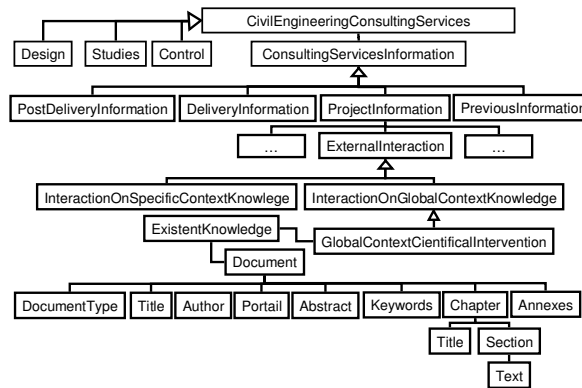 CivilEngineeringConsultingServices
Design
Studies
Control
ConsultingServicesInformation
PostDeliveryInformation
DeliveryInformation
ProjectInformation
PreviousInformation
...
ExternalInteraction
...
InteractionOnSpecificContextKnowlege
InteractionOnGlobalContextKnowledge
ExistentKnowledge
GlobalContextCientificalIntervention
Document
DocumentType
Title
Author
Portail
Abstract
Keywords
Chapter
Annexes
Title
Section
Text